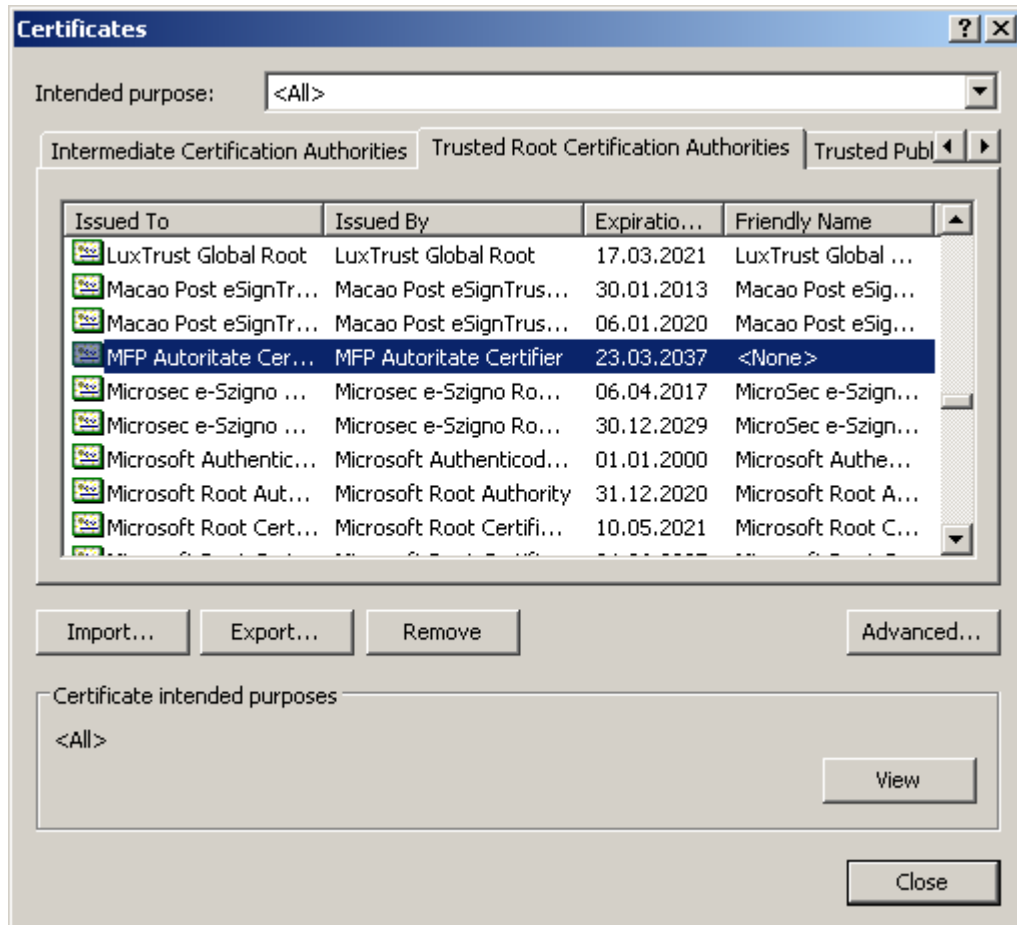 Certificates
Intended purpose: <All>
Intermediate Certification Authorities Trusted Root Certification Authorities Trusted Publ
Issued To Issued By Expiratio... Friendly Name
LuxTrust Global Root LuxTrust Global Root 17.03.2021 LuxTrust Global ...
Macao Post eSignTr... Macao Post eSignTrus... 30.01.2013 Macao Post eSig...
Macao Post eSignTr... Macao Post eSignTrus... 06.01.2020 Macao Post eSig...
MFP Autoritate Cer... MFP Autoritate Certifier 23.03.2037 <None>
Microsec e-Szigno ... Microsec e-Szigno Ro... 06.04.2017 MicroSec e-Szign...
Microsec e-Szigno ... Microsec e-Szigno Ro... 30.12.2029 MicroSec e-Szign...
Microsoft Authentic... Microsoft Authenticod... 01.01.2000 Microsoft Authe...
Microsoft Root Aut... Microsoft Root Authority 31.12.2020 Microsoft Root A...
Microsoft Root Cert... Microsoft Root Certifi... 10.05.2021 Microsoft Root C...
Import... Export... Remove Advanced...
Certificate intended purposes
<All>
View
Close